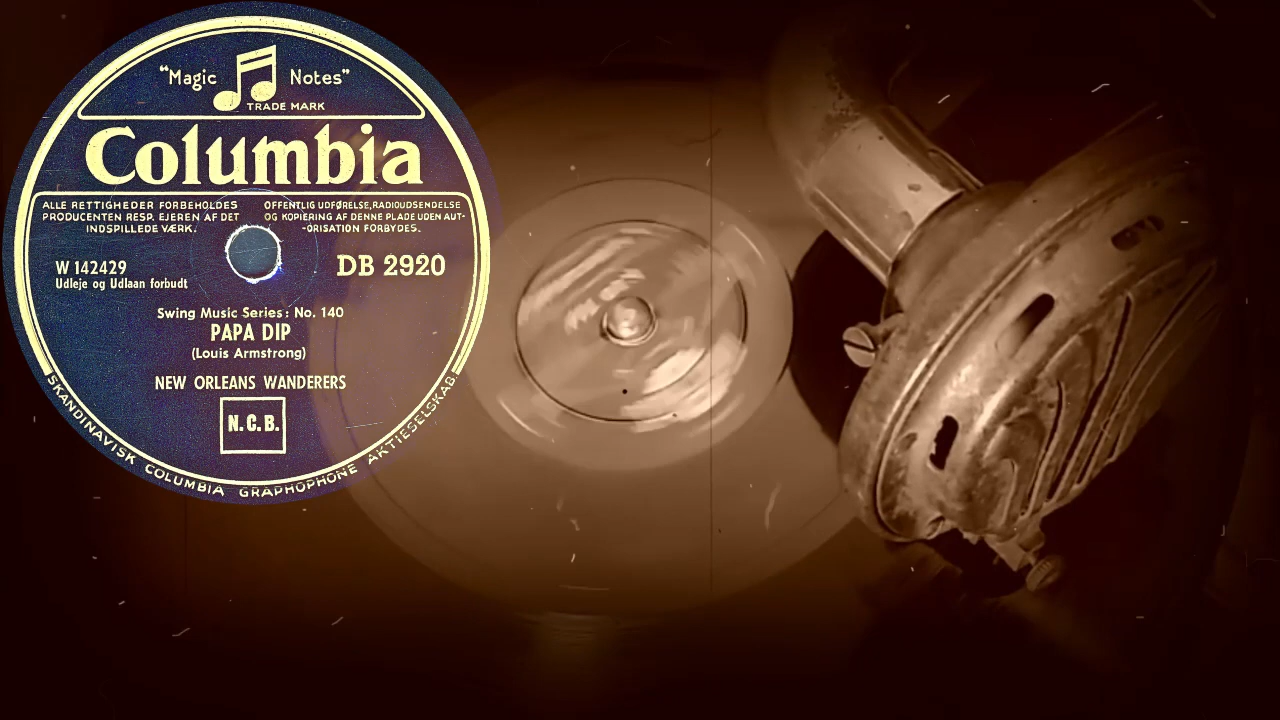 "Magic Notes"
TRADE MARK
Columbia
ALLE RETTIGHEDER FORBEHOLDES
PRODUCENTEN RESP. EJEREN AF DET
INDSPILLEDE VÆRK.
OFFENTLIG UDFØRELSE, RADIOUDSENDELSE
OG KOPIERING AF DENNE PLADE UDEN AUT-
-ORISATION FORBYDES.
W 142429
Udleje og Udlaan forbudt
DB 2920
Swing Music Series: No. 140
PAPA DIP
(Louis Armstrong)
NEW ORLEANS WANDERERS
N.C.B.
SKANDINAVISK COLUMBIA GRAPHOPHONE AKTIESELSKAB.